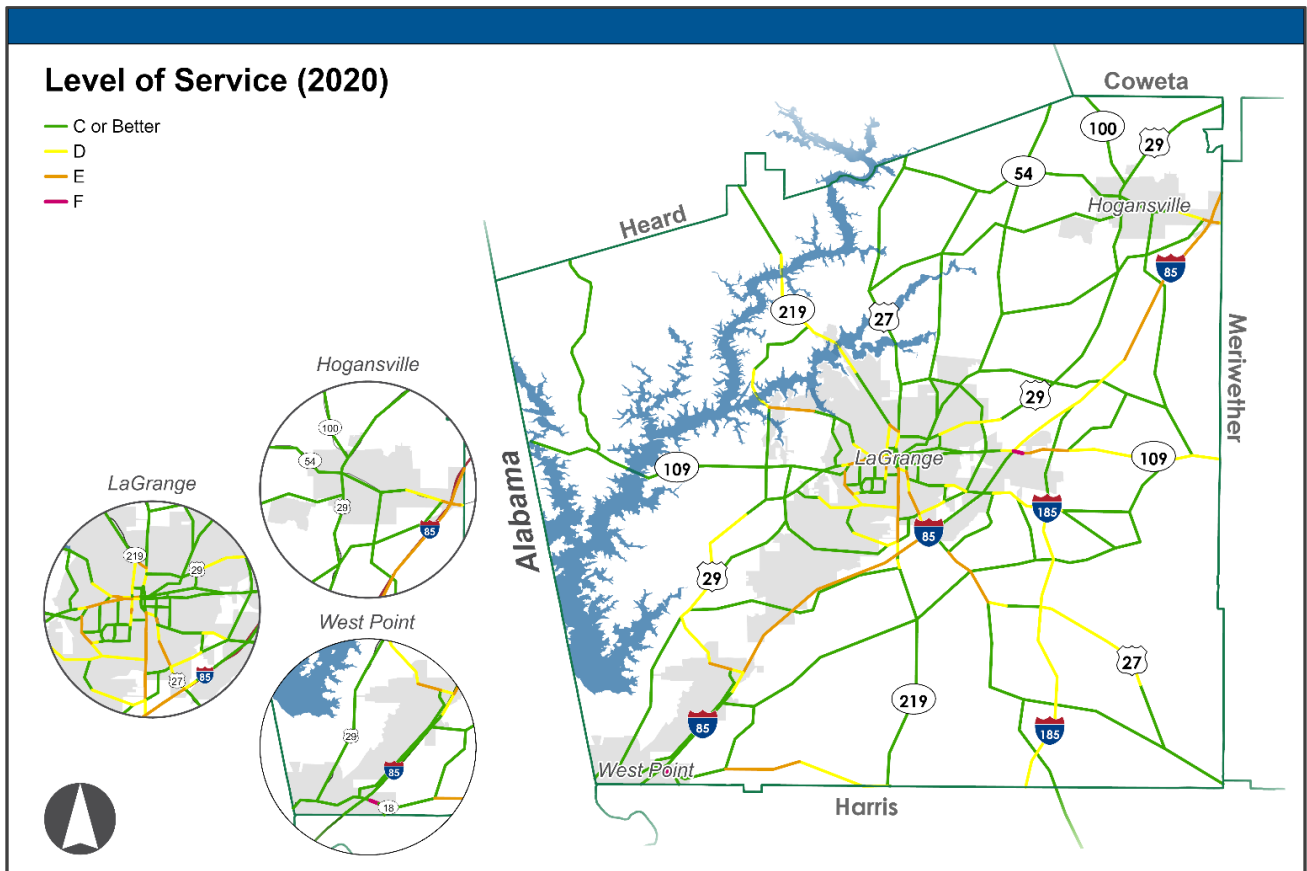 Level of Service (2020)
C or Better
D
E
F
Coweta
100
29
54
Hogansville
Heard
85
219
27
Meriwether
Hogansville
29
100
LaGrange
109
54
Alabama
109
LaGrange
29
185
85
219
85
29
29
West Point
27
27
85
219
29
85
185
85
West Point
18
Harris